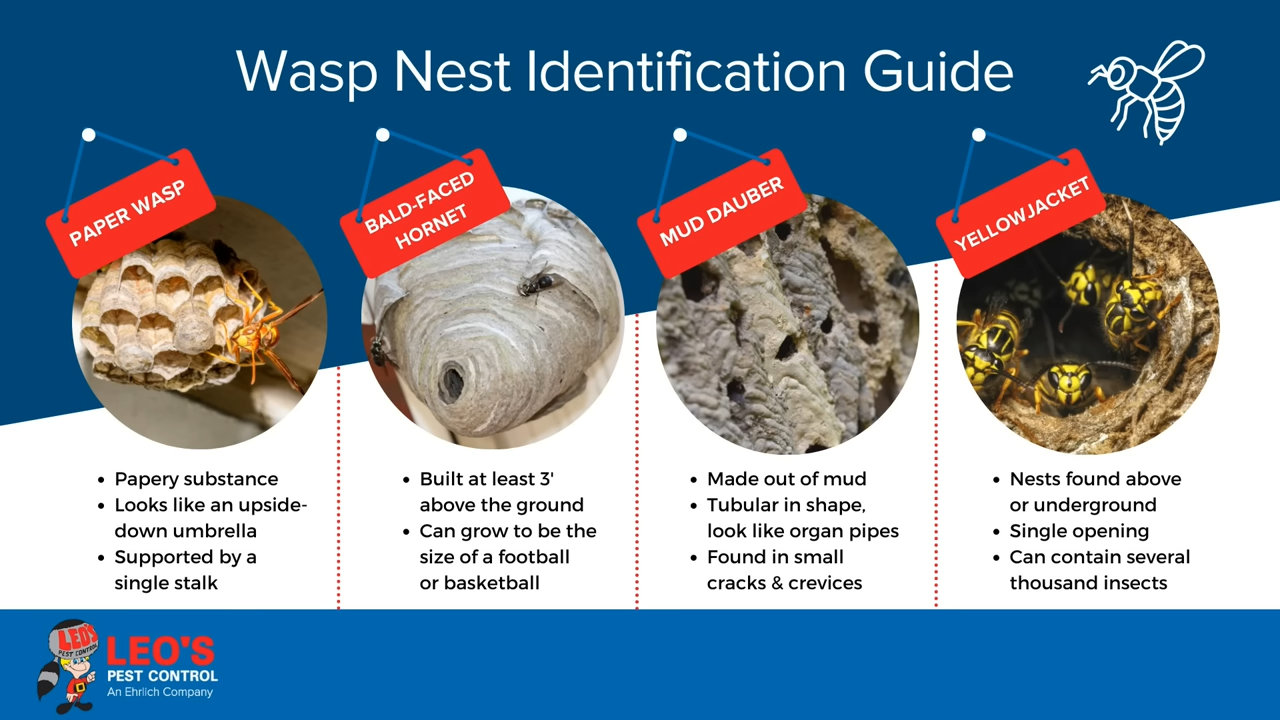 Wasp Nest Identification Guide
PAPER WASP
BALD-FACED
HORNET
MUD DAUBER
YELLOWJACKET
• Papery substance
• Looks like an upside-
down umbrella
• Supported by a
single stalk
• Built at least 3'
above the ground
• Can grow to be the
size of a football
or basketball
• Made out of mud
• Tubular in shape,
look like organ pipes
• Found in small
cracks & crevices
• Nests found above
or underground
• Single opening
• Can contain several
thousand insects
LEO'S
PEST CONTROL
LEO'S
PEST CONTROL
An Ehrlich Company